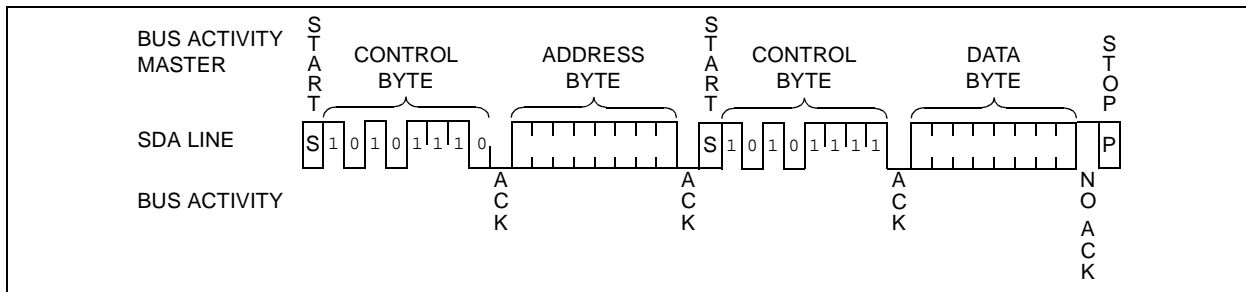 BUS ACTIVITY
MASTER
START
CONTROL
BYTE
ADDRESS
BYTE
START
CONTROL
BYTE
DATA
BYTE
STOP
SDA LINE
S 1 0 1 0 1 1 1 0
S 1 0 1 0 1 1 1 1
P
BUS ACTIVITY
ACK
ACK
ACK
NO ACK